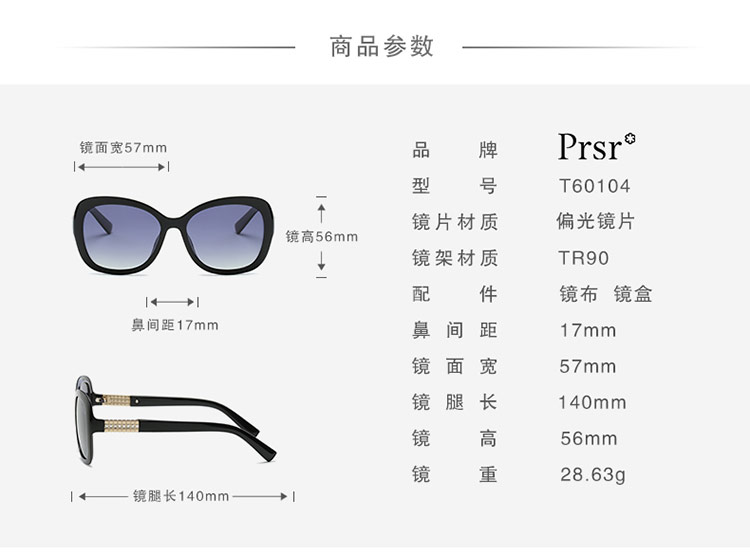 商品参数
镜面宽57mm
镜高56mm
鼻间距17mm
镜腿长140mm
品牌 Prsr
型号 T60104
镜片材质 偏光镜片
镜架材质 TR90
配件 镜布 镜盒
鼻间距 17mm
镜面宽 57mm
镜腿长 140mm
镜高 56mm
镜重 28.63g